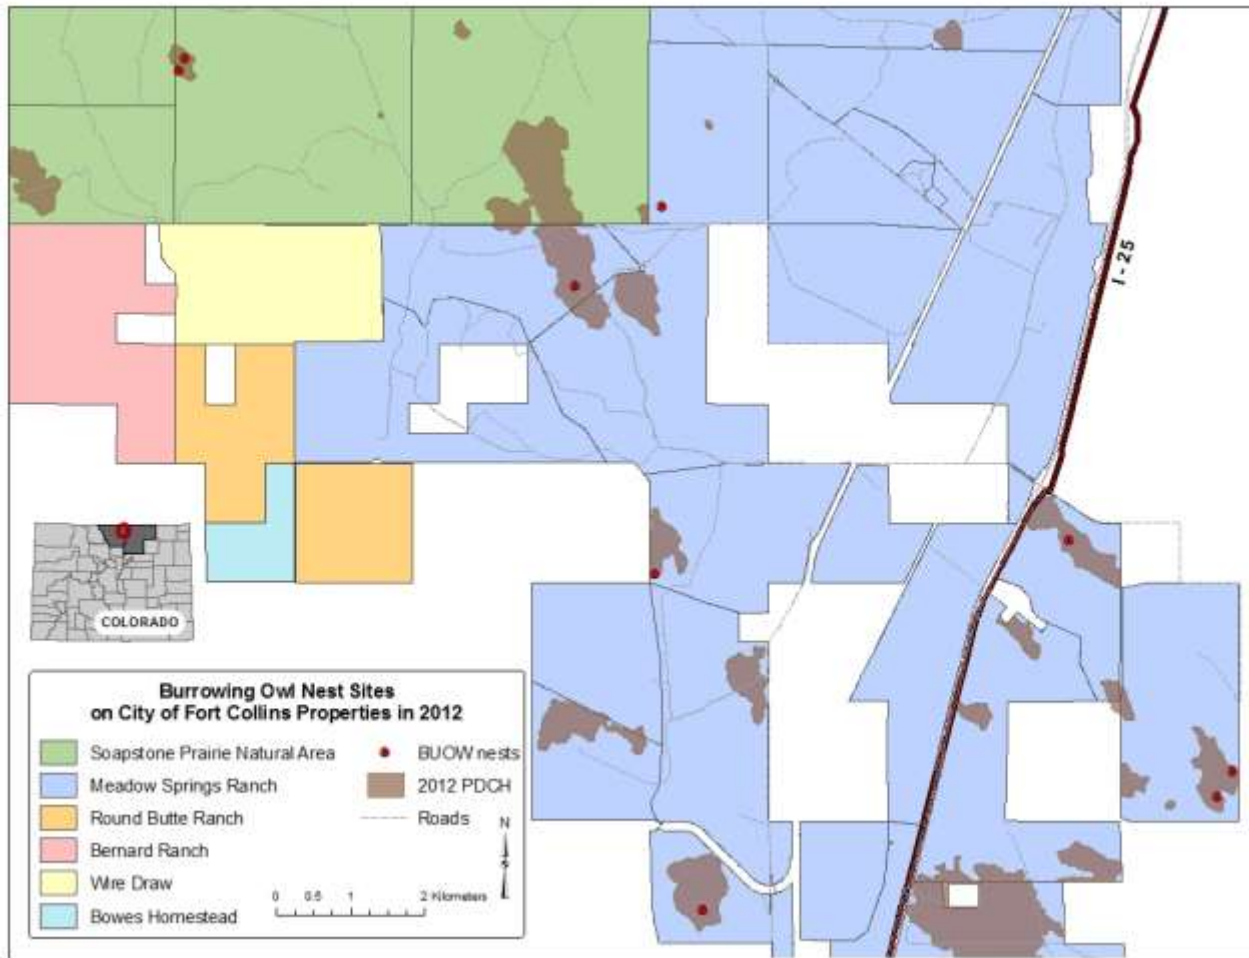 I-25
COLORADO
Burrowing Owl Nest Sites
on City of Fort Collins Properties in 2012
Soapstone Prairie Natural Area
Meadow Springs Ranch
Round Butte Ranch
Bernard Ranch
Wire Draw
Bowes Homestead
BUOW nests
2012 PDCH
Roads
N
0 0.5 1 2 Kilometers